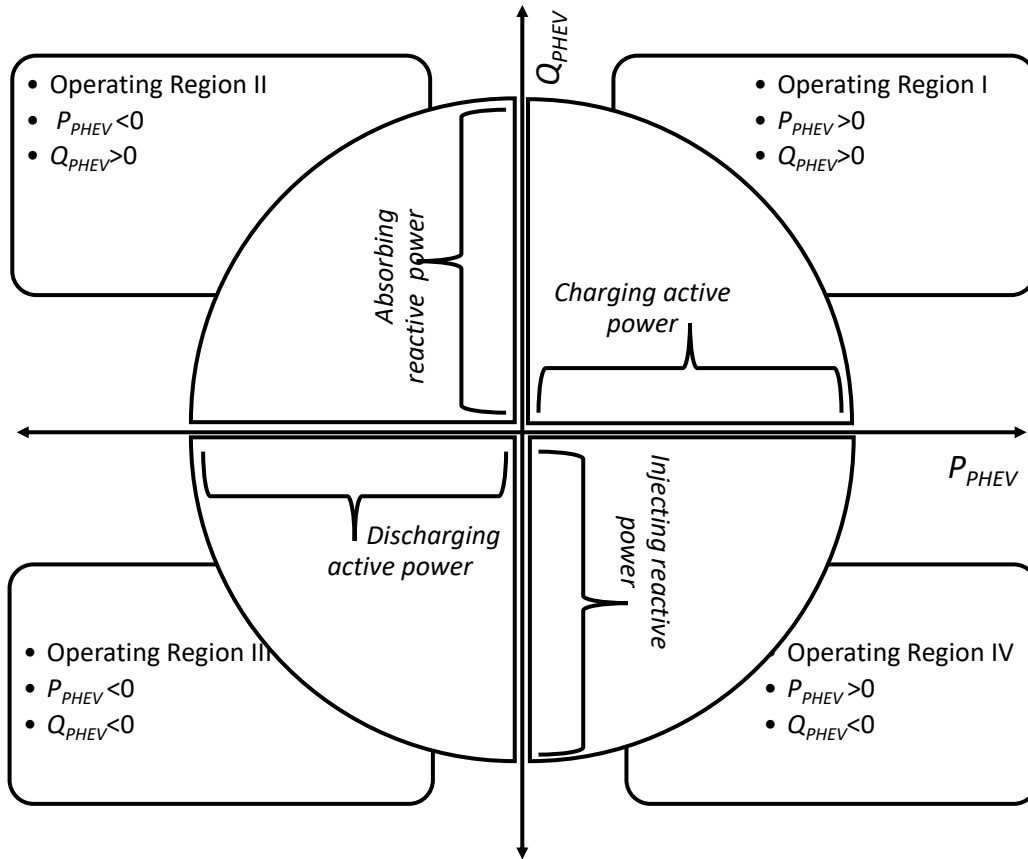 Q_PHEV
• Operating Region II
• P_PHEV <0
• Q_PHEV>0
• Operating Region I
• P_PHEV >0
• Q_PHEV>0
Absorbing
reactive power
Charging active
power
P_PHEV
Discharging
active power
Injecting reactive
power
• Operating Region III
• P_PHEV <0
• Q_PHEV<0
• Operating Region IV
• P_PHEV >0
• Q_PHEV<0